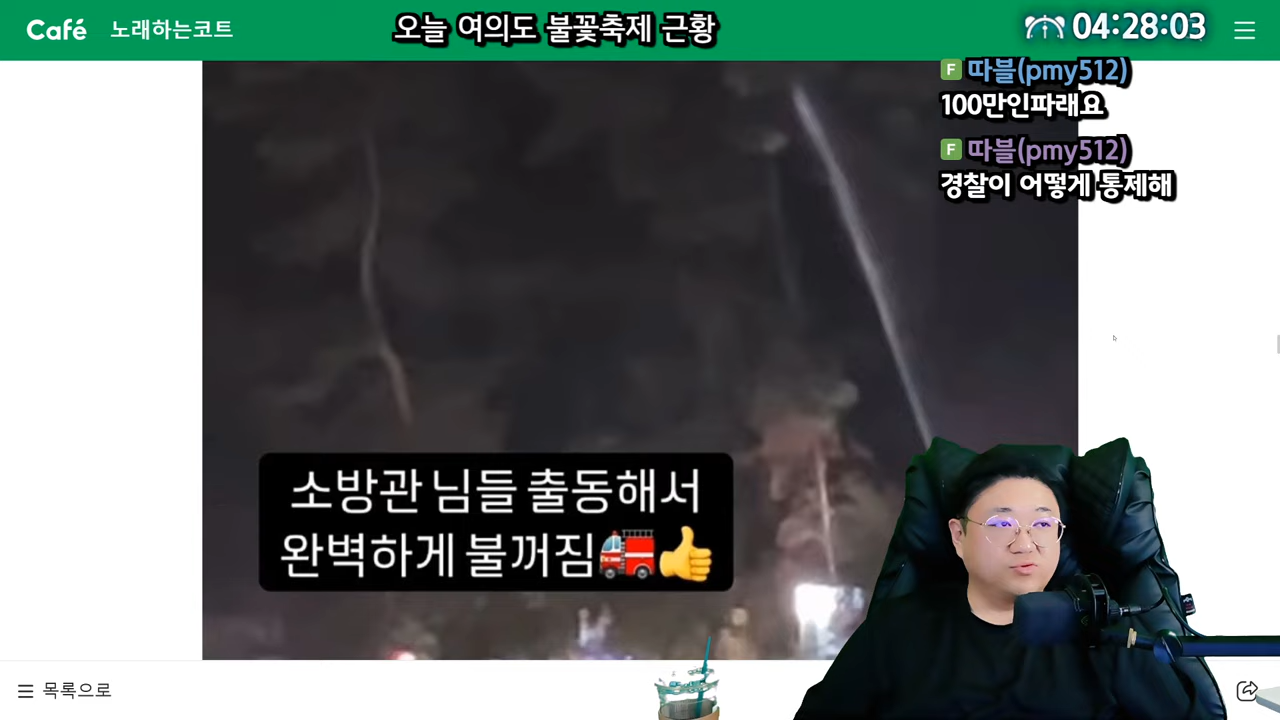 Café 노래하는코트
오늘 여의도 불꽃축제 근황
04:28:03
F 따블(pmy512)
100만인파래요
F 따블(pmy512)
경찰이 어떻게 통제해
소방관 님들 출동해서
완벽하게 불꺼짐🚒👍
목록으로